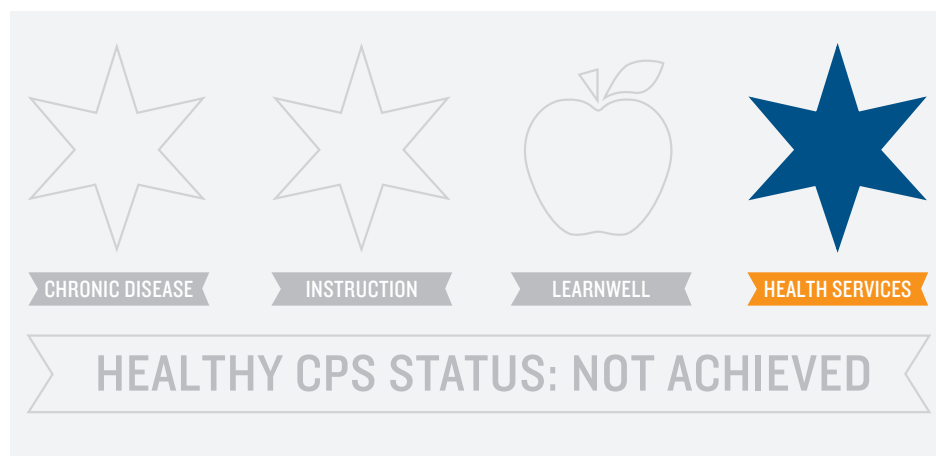 CHRONIC DISEASE
INSTRUCTION
LEARNWELL
HEALTH SERVICES
HEALTHY CPS STATUS: NOT ACHIEVED